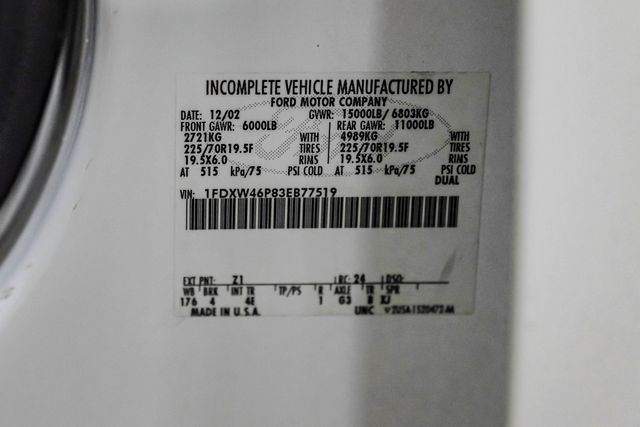 INCOMPLETE VEHICLE MANUFACTURED BY
FORD MOTOR COMPANY
DATE: 12/02 GVWR: 15000LB/ 6803KG
FRONT GAWR: 6000LB REAR GAWR: 11000LB
2721KG WITH 4989KG WITH
225/70R19.5F TIRES 225/70R19.5F TIRES
19.5X6.0 RINS 19.5X6.0 RINS
AT 515 kPa/75 PSI COLD AT 515 kPa/75 PSI COLD
DUAL
VIN: 1FDXW46P83EB77519
EXT PNT: Z1 RC: 24 DSO:
WB BRK INT TR TP/PS R AXLE TR SPR
176 4 4E 1 G3 B XJ
MADE IN U.S.A. UNC